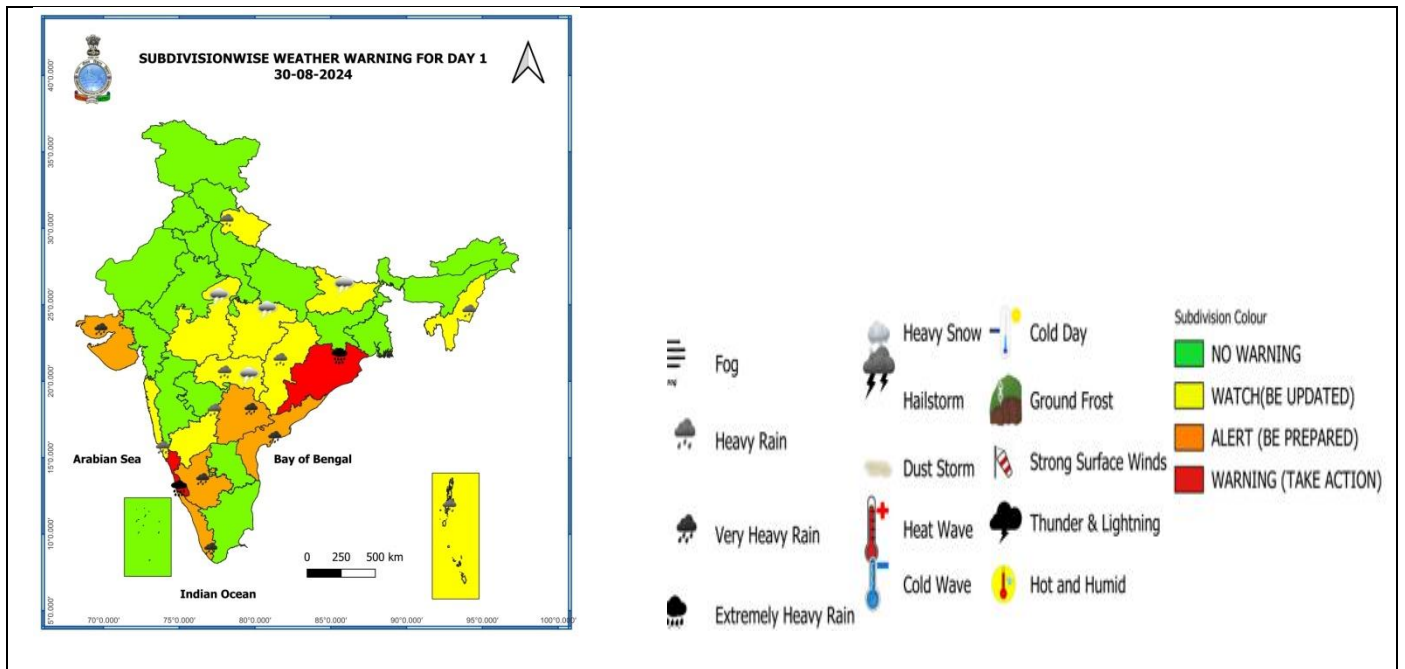 SUBDIVISIONWISE WEATHER WARNING FOR DAY 1
30-08-2024
40°0.000'
35°0.000'
30°0.000'
25°0.000'
20°0.000'
15°0.000'
10°0.000'
5°0.000'
Arabian Sea
Bay of Bengal
0 250 500 km
Indian Ocean
70°0.000' 75°0.000' 80°0.000' 85°0.000' 90°0.000' 95°0.000' 100°0.000'
Fog
Heavy Rain
Very Heavy Rain
Extremely Heavy Rain
Heavy Snow
Hailstorm
Dust Storm
Heat Wave
Cold Wave
Cold Day
Ground Frost
Strong Surface Winds
Thunder & Lightning
Hot and Humid
Subdivision Colour
NO WARNING
WATCH(BE UPDATED)
ALERT (BE PREPARED)
WARNING (TAKE ACTION)